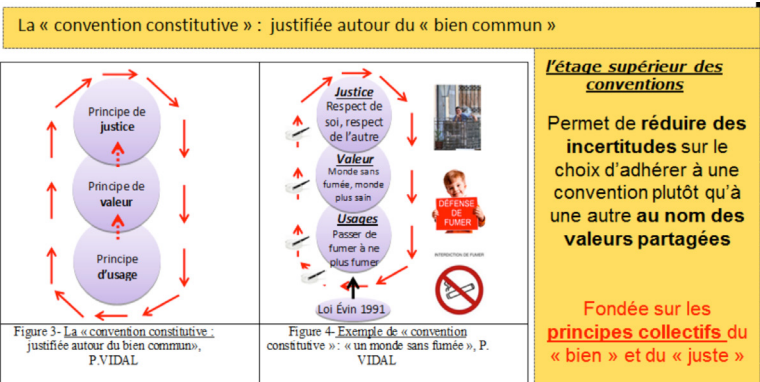 La « convention constitutive » : justifiée autour du « bien commun »
Principe de
justice
Principe de
valeur
Principe
d'usage
Figure 3- La « convention constitutive :
justifiée autour du bien commun»,
P.VIDAL
Justice
Respect de
soi, respect
de l'autre
Valeur
Monde sans
fumée, monde
plus sain
Usages
Passer de
fumer à ne
plus fumer
Loi Évin 1991
DÉFENSE
DE
FUMER
INTERDICTION DE FUMER
Figure 4- Exemple de « convention
constitutive » : « un monde sans fumée », P.
VIDAL
l'étage supérieur des
conventions
Permet de réduire des
incertitudes sur le
choix d'adhérer à une
convention plutôt qu'à
une autre au nom des
valeurs partagées
Fondée sur les
principes collectifs du
« bien » et du « juste »